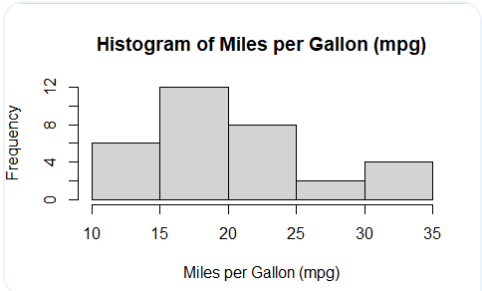 Histogram of Miles per Gallon (mpg)
Frequency
12
8
4
0
10 15 20 25 30 35
Miles per Gallon (mpg)